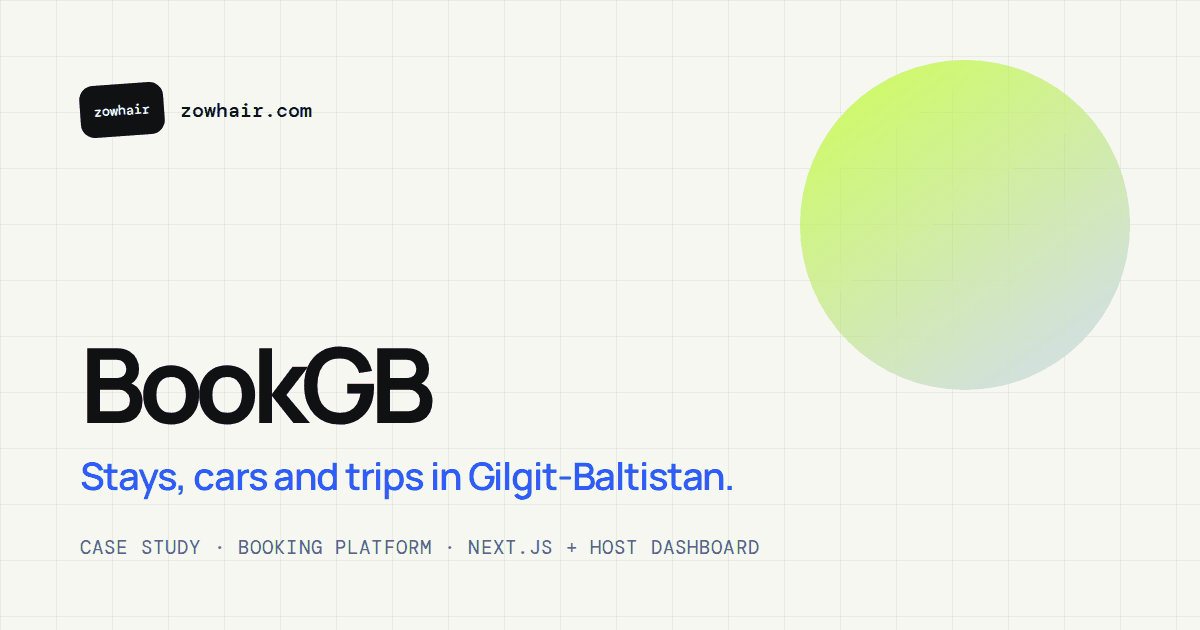 zowhair
zowhair.com
BookGB
Stays, cars and trips in Gilgit-Baltistan.
CASE STUDY · BOOKING PLATFORM · NEXT.JS + HOST DASHBOARD